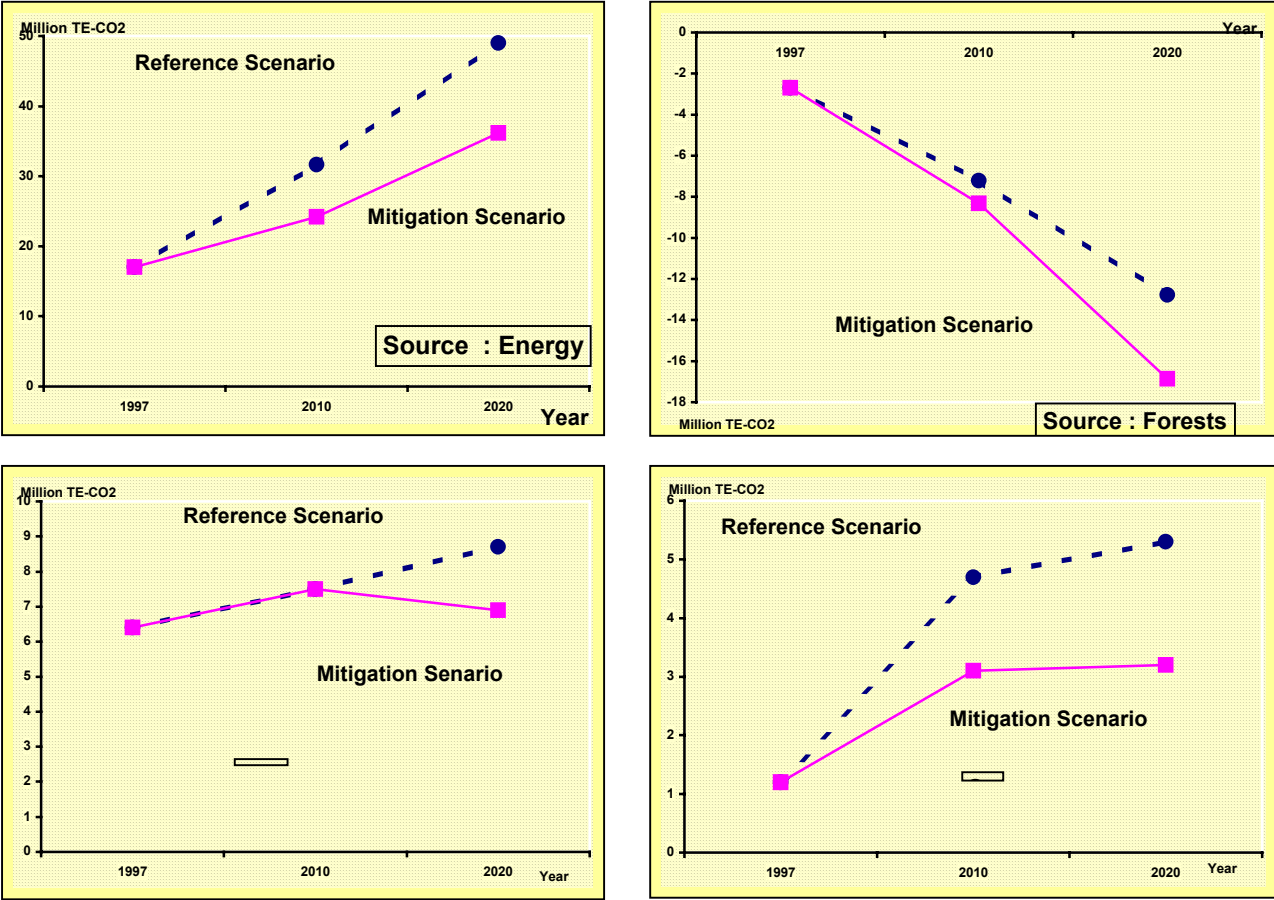 Million TE-CO2
50
Reference Scenario
40
30
Mitigation Scenario
20
10
Source : Energy
0
1997
2010
2020
Year
Year
0
1997
2010
2020
-2
-4
-6
-8
-10
-12
-14
Mitigation Scenario
-16
-18
Million TE-CO2
Source : Forests
Million TE-CO2
10
Reference Scenario
9
8
7
6
5
Mitigation Senario
4
3
2
1
0
1997
2010
2020
Year
Million TE-CO2
6
Reference Scenario
5
4
3
Mitigation Scenario
2
1
0
1997
2010
2020
Year